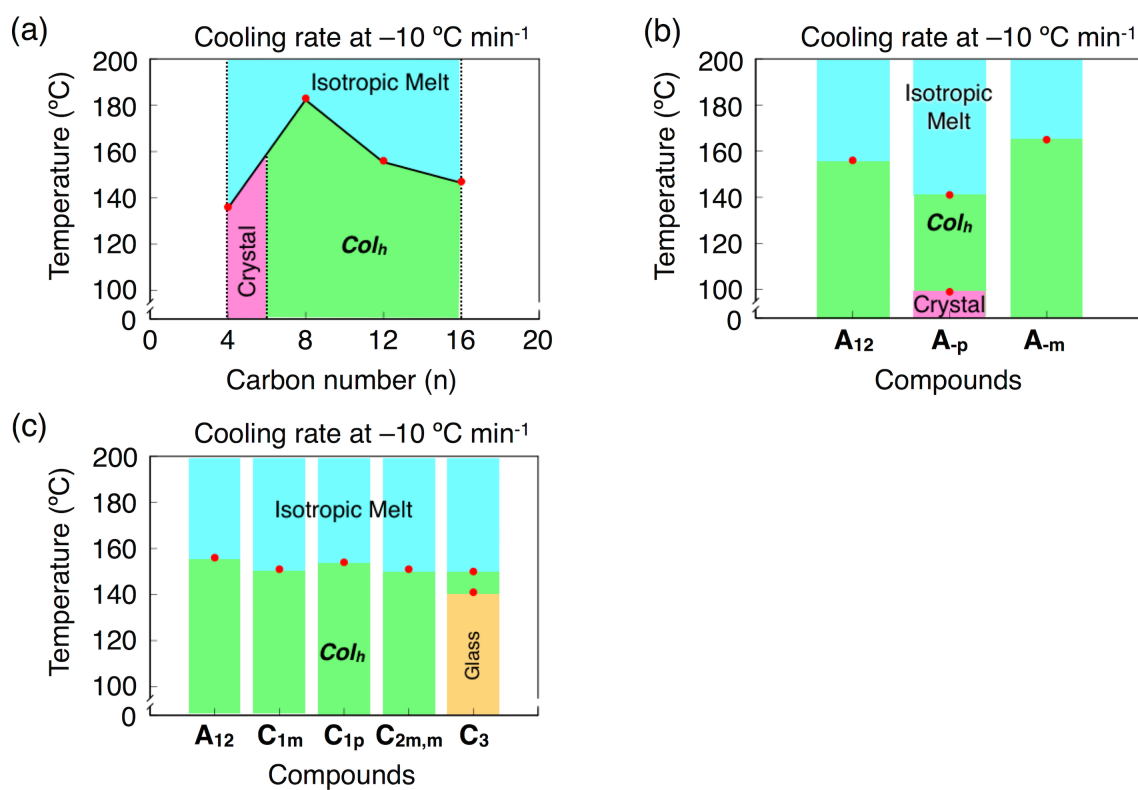 (a)
Cooling rate at –10 ºC min-1
Temperature (ºC)
200
180
160
140
120
100
0
Isotropic Melt
Crystal
Colh
0 4 8 12 16 20
Carbon number (n)
(b)
Cooling rate at –10 ºC min-1
Temperature (ºC)
200
180
160
140
120
100
0
Isotropic
Melt
Colh
Crystal
A12 A-p A-m
Compounds
(c)
Cooling rate at –10 ºC min-1
Temperature (ºC)
200
180
160
140
120
100
0
Isotropic Melt
Colh
Glass
A12 C1m C1p C2m,m C3
Compounds